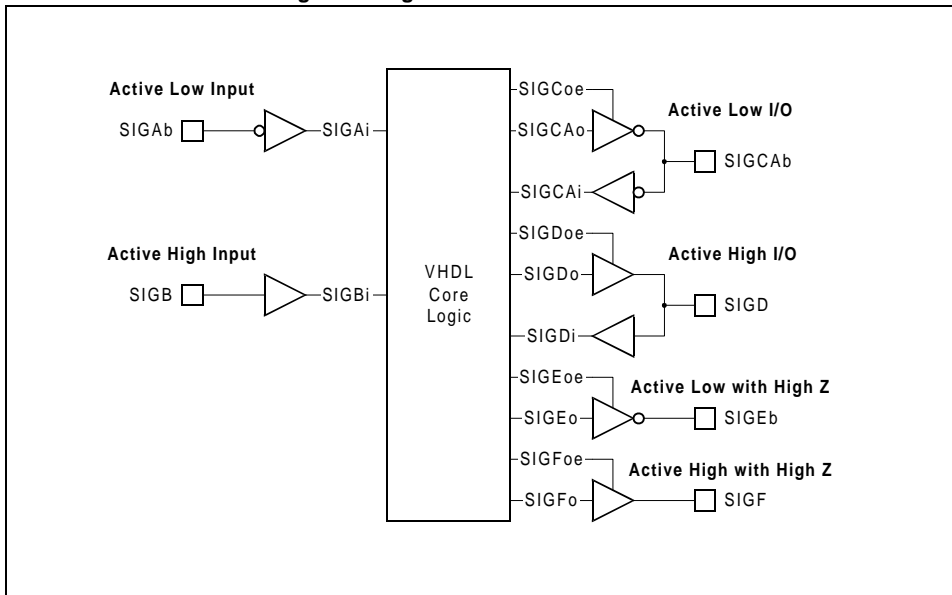 Active Low Input
SIGAb
SIGAi
Active High Input
SIGB
SIGBi
VHDL
Core
Logic
SIGCoe
SIGCAo
SIGCAi
Active Low I/O
SIGCAb
SIGDoe
SIGDo
SIGDi
Active High I/O
SIGD
SIGEoe
SIGEo
Active Low with High Z
SIGEb
SIGFoe
SIGFo
Active High with High Z
SIGF